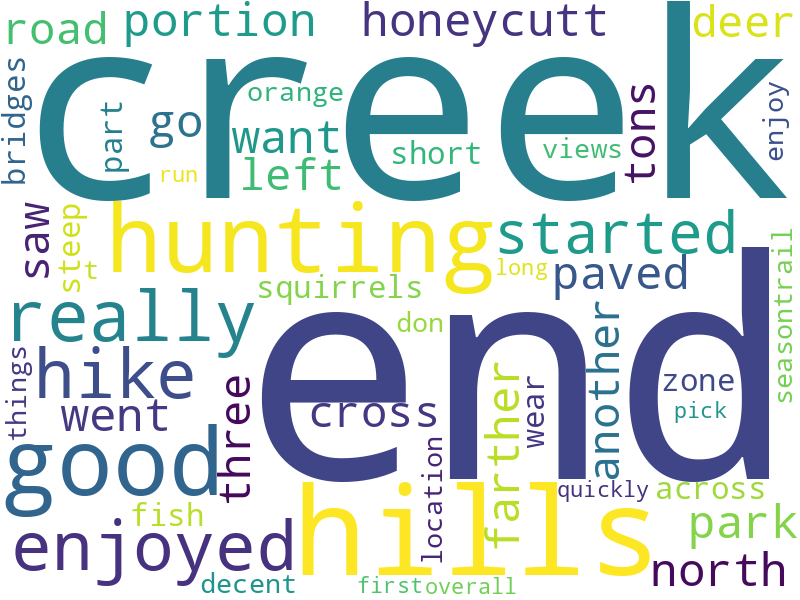 road portion honeycutt deer
creek
bridges part go orange want left run short views tons enjoy
saw steep t hunting started
squirrels long paved seasontrail
really don another
end
things hike went three cross farther wear zone pick
good location quickly across
enjoyed fish hills park
decent first overall north